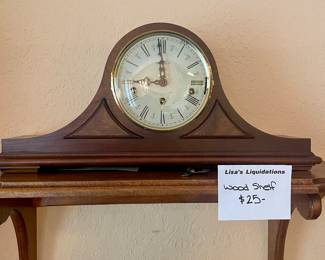 Lisa's Liquidations
Wood Shelf
$25-